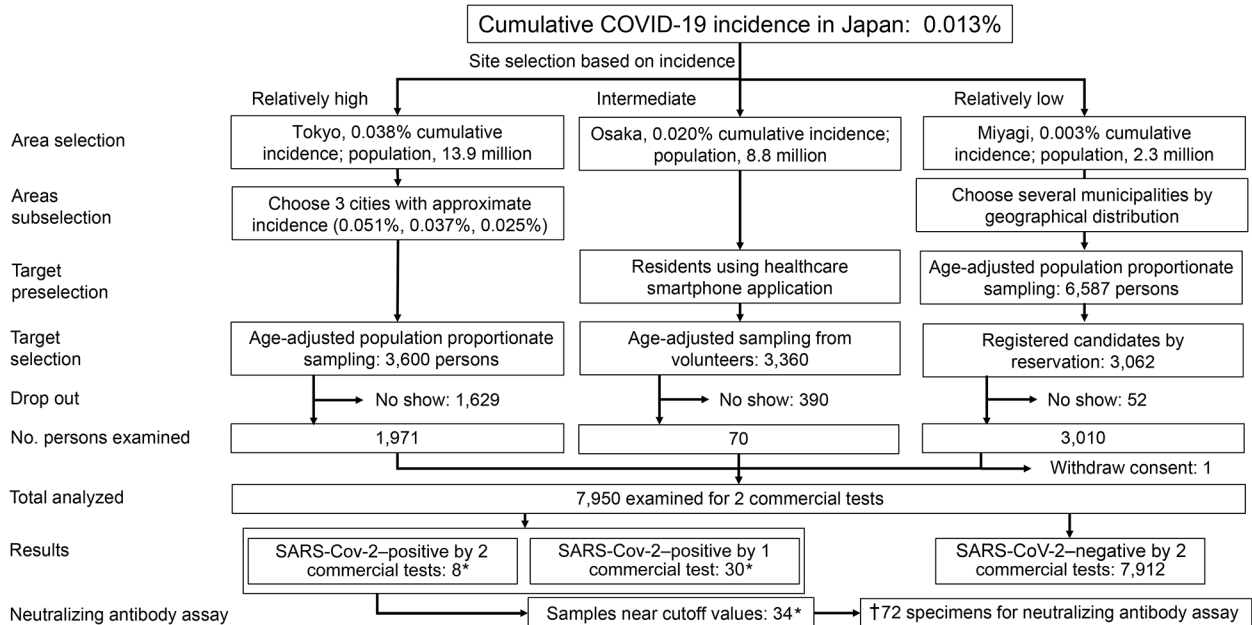 Cumulative COVID-19 incidence in Japan: 0.013%
Site selection based on incidence
Relatively high
Intermediate
Relatively low
Area selection
Tokyo, 0.038% cumulative
incidence; population, 13.9 million
Osaka, 0.020% cumulative incidence;
population, 8.8 million
Miyagi, 0.003% cumulative
incidence; population, 2.3 million
Areas
subselection
Choose 3 cities with approximate
incidence (0.051%, 0.037%, 0.025%)
Choose several municipalities by
geographical distribution
Target
preselection
Residents using healthcare
smartphone application
Age-adjusted population proportionate
sampling: 6,587 persons
Target
selection
Age-adjusted population proportionate
sampling: 3,600 persons
Age-adjusted sampling from
volunteers: 3,360
Registered candidates by
reservation: 3,062
Drop out
No show: 1,629
No show: 390
No show: 52
No. persons examined
1,971
70
3,010
Withdraw consent: 1
Total analyzed
7,950 examined for 2 commercial tests
Results
SARS-Cov-2–positive by 2
commercial tests: 8*
SARS-Cov-2–positive by 1
commercial test: 30*
SARS-CoV-2–negative by 2
commercial tests: 7,912
Neutralizing antibody assay
Samples near cutoff values: 34*
†72 specimens for neutralizing antibody assay